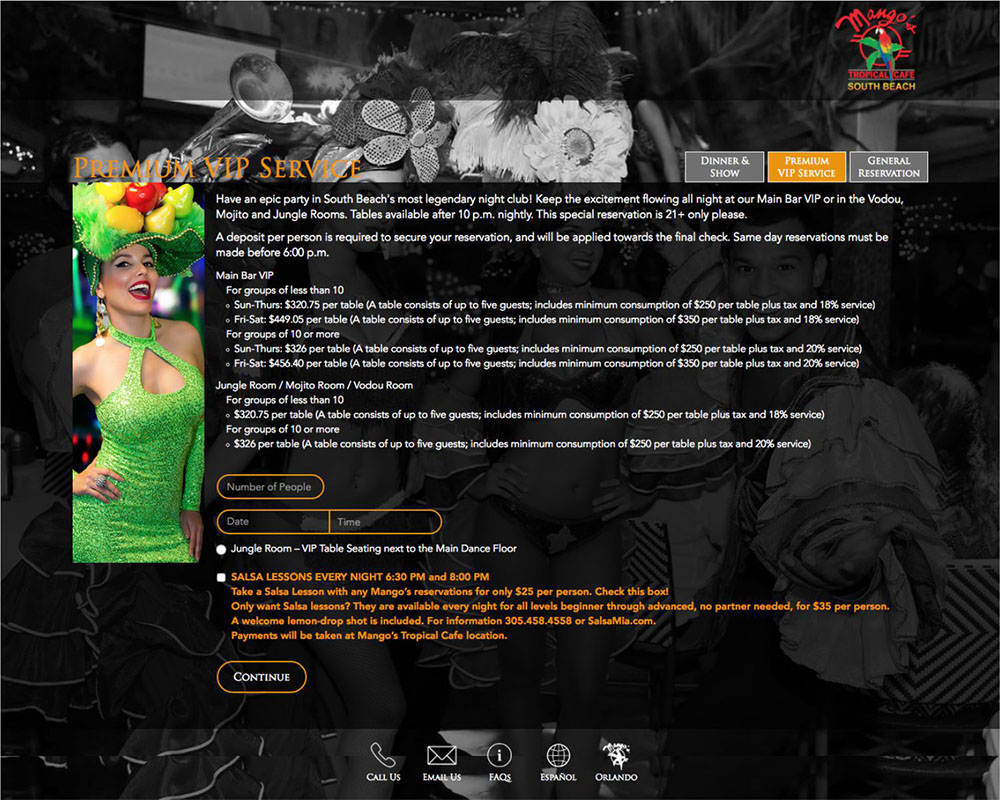 Mango's
TROPICAL CAFE
SOUTH BEACH
PREMIUM VIP SERVICE
DINNER &
SHOW
PREMIUM
VIP SERVICE
GENERAL
RESERVATION
Have an epic party in South Beach's most legendary night club! Keep the excitement flowing all night at our Main Bar VIP or in the Vodou,
Mojito and Jungle Rooms. Tables available after 10 p.m. nightly. This special reservation is 21+ only please.
A deposit per person is required to secure your reservation, and will be applied towards the final check. Same day reservations must be
made before 6:00 p.m.
Main Bar VIP
For groups of less than 10
Sun-Thurs: $320.75 per table (A table consists of up to five guests; includes minimum consumption of $250 per table plus tax and 18% service)
Fri-Sat: $449.05 per table (A table consists of up to five guests; includes minimum consumption of $350 per table plus tax and 18% service)
For groups of 10 or more
Sun-Thurs: $326 per table (A table consists of up to five guests; includes minimum consumption of $250 per table plus tax and 20% service)
Fri-Sat: $456.40 per table (A table consists of up to five guests; includes minimum consumption of $350 per table plus tax and 20% service)
Jungle Room / Mojito Room / Vodou Room
For groups of less than 10
$320.75 per table (A table consists of up to five guests; includes minimum consumption of $250 per table plus tax and 18% service)
For groups of 10 or more
$326 per table (A table consists of up to five guests; includes minimum consumption of $250 per table plus tax and 20% service)
Number of People
Date Time
Jungle Room – VIP Table Seating next to the Main Dance Floor
SALSA LESSONS EVERY NIGHT 6:30 PM and 8:00 PM
Take a Salsa Lesson with any Mango's reservations for only $25 per person. Check this box!
Only want Salsa lessons? They are available every night for all levels beginner through advanced, no partner needed, for $35 per person.
A welcome lemon-drop shot is included. For information 305.458.4558 or SalsaMia.com.
Payments will be taken at Mango's Tropical Cafe location.
CONTINUE
CALL US EMAIL US FAQS ESPAÑOL ORLANDO